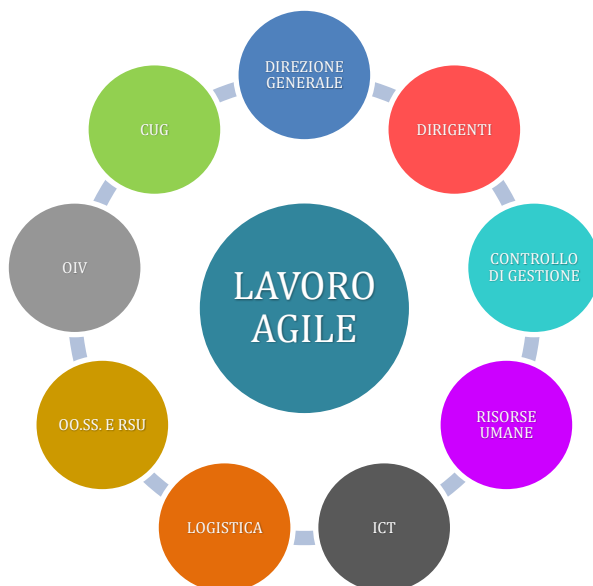 DIREZIONE
GENERALE
DIRIGENTI
CUG
CONTROLLO
DI GESTIONE
OIV
LAVORO
AGILE
RISORSE
UMANE
OO.SS. E RSU
ICT
LOGISTICA